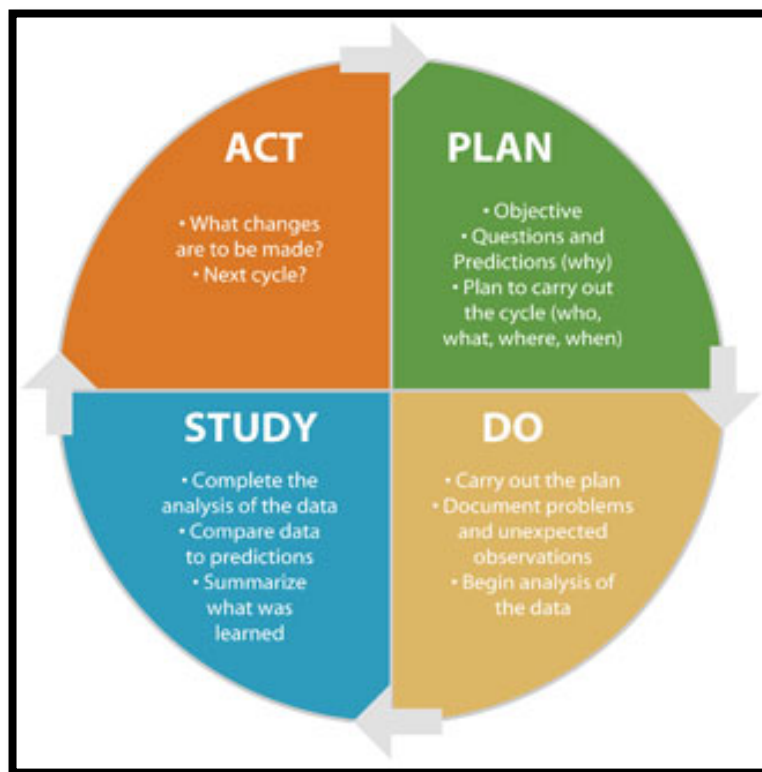 ACT
• What changes
are to be made?
• Next cycle?
PLAN
• Objective
• Questions and
Predictions (why)
• Plan to carry out
the cycle (who,
what, where, when)
STUDY
• Complete the
analysis of the data
• Compare data
to predictions
• Summarize
what was
learned
DO
• Carry out the plan
• Document problems
and unexpected
observations
• Begin analysis of
the data